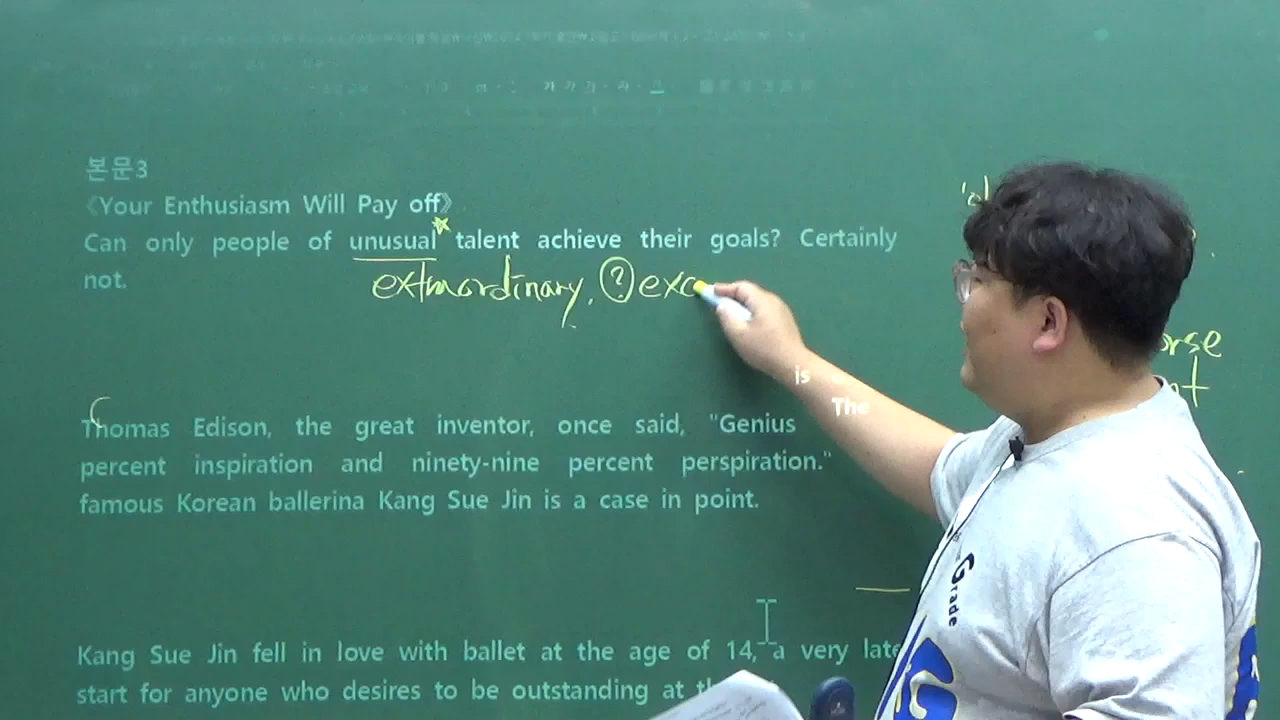 본문3
《Your Enthusiasm Will Pay off》
Can only people of unusual talent achieve their goals? Certainly
not.
extraordinary, ? exc
Thomas Edison, the great inventor, once said, "Genius is
percent inspiration and ninety-nine percent perspiration." The
famous Korean ballerina Kang Sue Jin is a case in point.
Kang Sue Jin fell in love with ballet at the age of 14, a very late
start for anyone who desires to be outstanding at
Grade